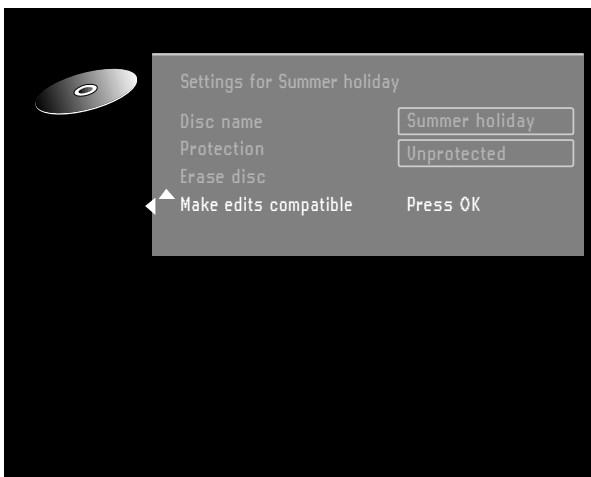 Settings for Summer holiday
Disc name Summer holiday
Protection Unprotected
Erase disc
Make edits compatible Press OK